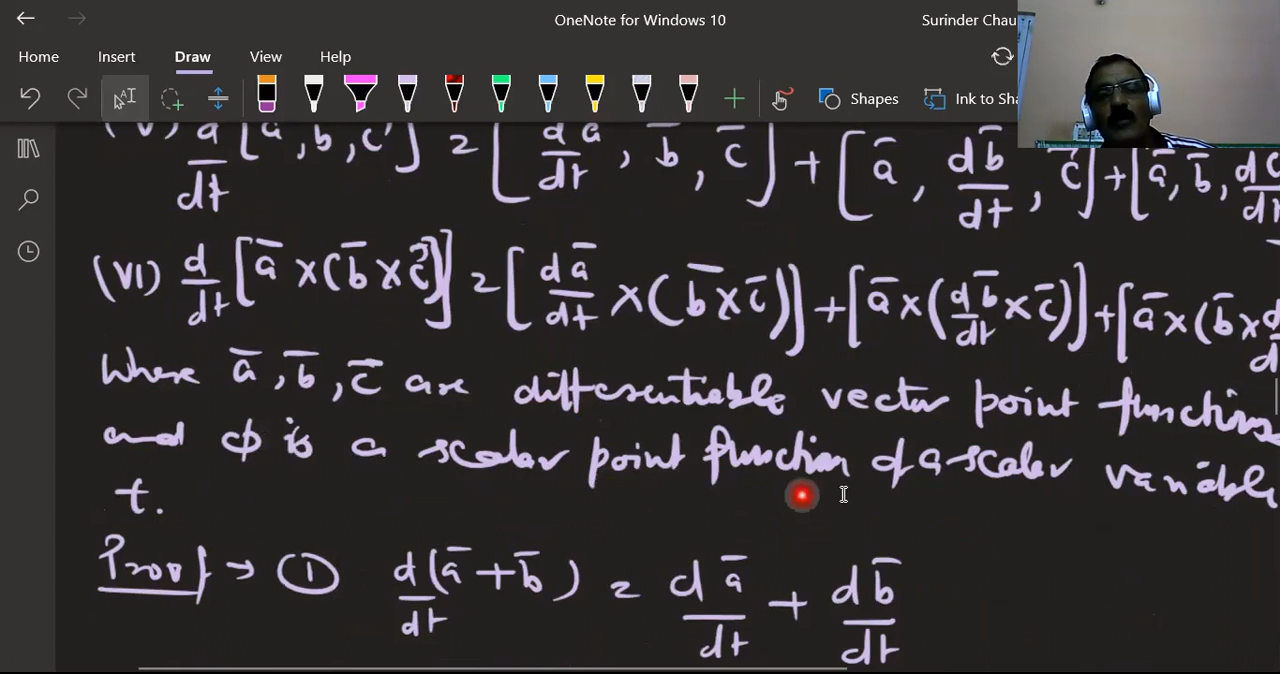 OneNote for Windows 10
Surinder Chau
Home Insert Draw View Help
Shapes Ink to Sha
(V) d/dt [a̅, b̅, c̅] = [da̅/dt, b̅, c̅] + [a̅, db̅/dt, c̅] + [a̅, b̅, dc
(VI) d/dt [a̅ × (b̅ × c̅)] = [da̅/dt × (b̅ × c̅)] + [a̅ × (db̅/dt × c̅)] + [a̅ × (b̅ × d
Where a̅, b̅, c̅ are differentiable vector point functions
and φ is a scalar point function of a scalar variable
t.
Proof → ① d(a̅ + b̅)/dt = da̅/dt + db̅/dt